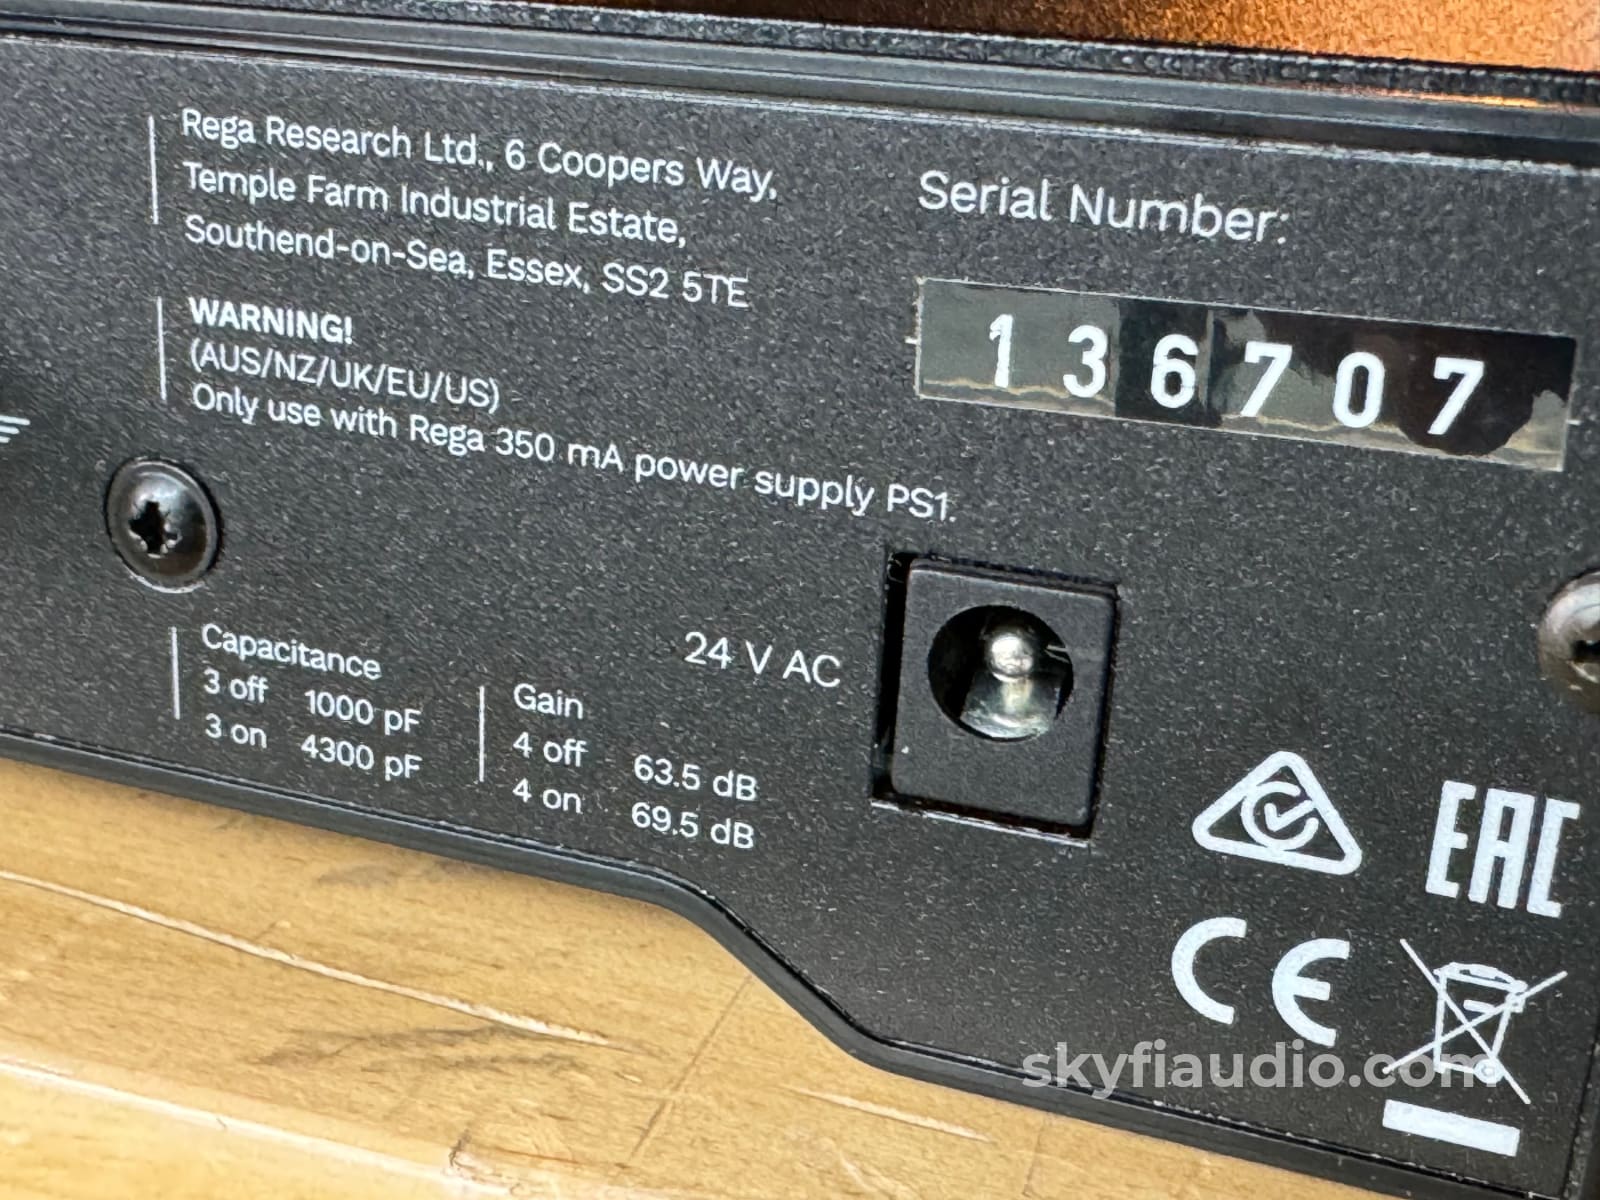 Rega Research Ltd., 6 Coopers Way,
Temple Farm Industrial Estate,
Southend-on-Sea, Essex, SS2 5TE
WARNING!
(AUS/NZ/UK/EU/US)
Only use with Rega 350 mA power supply PS1.
Serial Number:
136707
24 V AC
Capacitance
3 off 1000 pF
3 on 4300 pF
Gain
4 off 63.5 dB
4 on 69.5 dB
EAC
CE
skyfiaudio.com